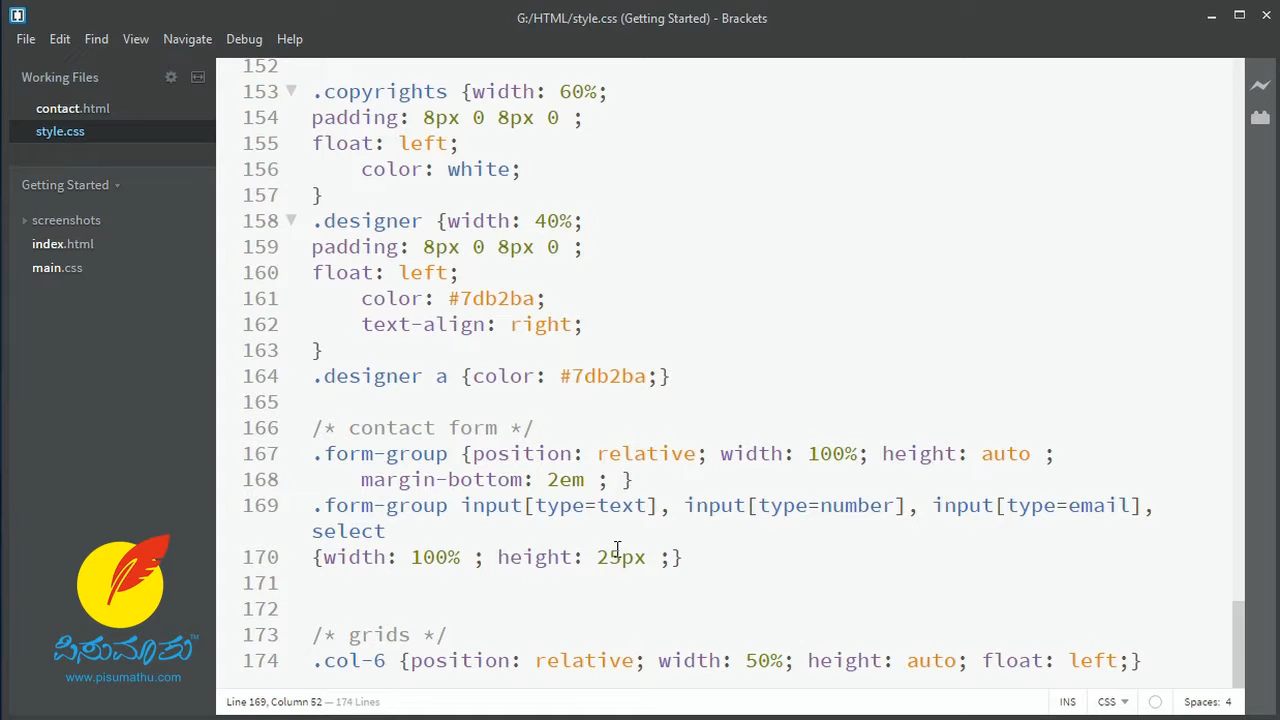 G:/HTML/style.css (Getting Started) - Brackets
File Edit Find View Navigate Debug Help
Working Files
contact.html
style.css
Getting Started
screenshots
index.html
main.css
152
153 .copyrights {width: 60%;
154 padding: 8px 0 8px 0 ;
155 float: left;
156 color: white;
157 }
158 .designer {width: 40%;
159 padding: 8px 0 8px 0 ;
160 float: left;
161 color: #7db2ba;
162 text-align: right;
163 }
164 .designer a {color: #7db2ba;}
165
166 /* contact form */
167 .form-group {position: relative; width: 100%; height: auto ;
168 margin-bottom: 2em ; }
169 .form-group input[type=text], input[type=number], input[type=email],
select
170 {width: 100% ; height: 25px ;}
171
172
173 /* grids */
174 .col-6 {position: relative; width: 50%; height: auto; float: left;}
ಪಿಸುಮಾತು™
www.pisumathu.com
Line 169, Column 52 — 174 Lines
INS CSS Spaces: 4